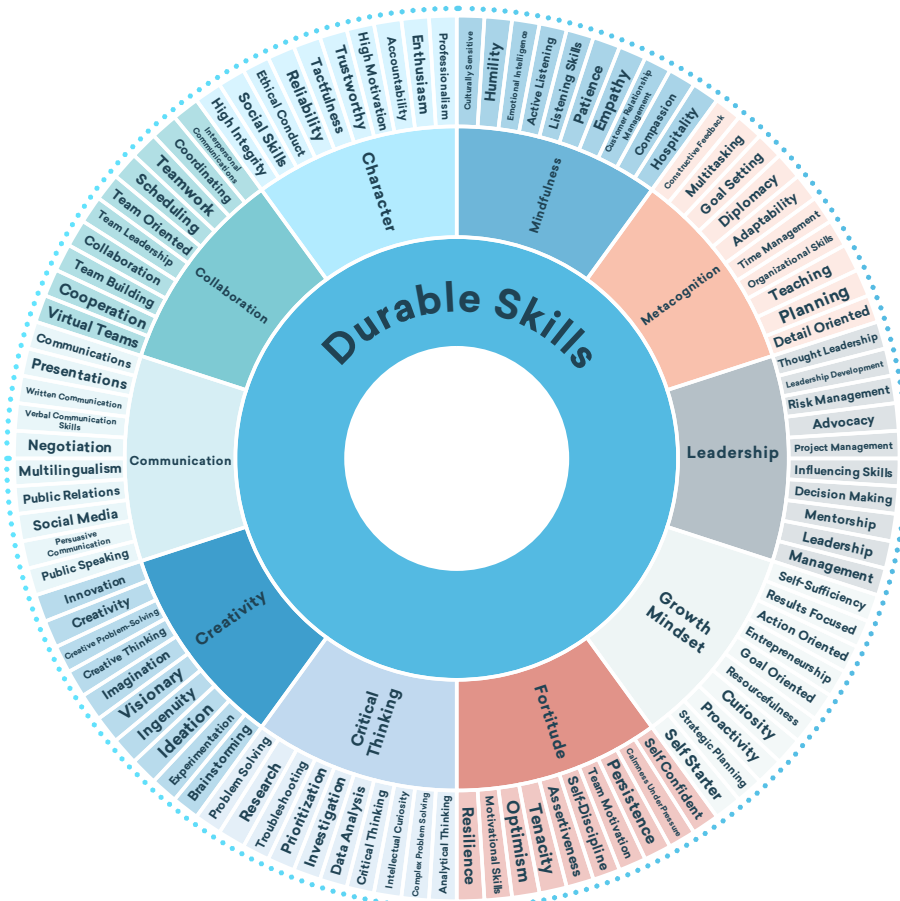 Durable Skills
Mindfulness
Culturally Sensitive
Humility
Emotional Intelligence
Active Listening
Listening Skills
Patience
Empathy
Customer Relationship
Management
Compassion
Hospitality
Metacognition
Constructive Feedback
Multitasking
Goal Setting
Diplomacy
Adaptability
Time Management
Organizational Skills
Teaching
Planning
Detail Oriented
Leadership
Thought Leadership
Leadership Development
Risk Management
Advocacy
Project Management
Influencing Skills
Decision Making
Mentorship
Leadership
Management
Growth
Mindset
Self-Sufficiency
Results Focused
Action Oriented
Entrepreneurship
Goal Oriented
Resourcefulness
Curiosity
Proactivity
Strategic Planning
Self Starter
Fortitude
Self Confident
Calmness Under Pressure
Persistence
Team Motivation
Self-Discipline
Assertiveness
Tenacity
Optimism
Motivational Skills
Resilience
Critical
Thinking
Analytical Thinking
Complex Problem Solving
Intellectual Curiosity
Critical Thinking
Data Analysis
Investigation
Prioritization
Troubleshooting
Research
Problem Solving
Creativity
Brainstorming
Experimentation
Ideation
Ingenuity
Visionary
Imagination
Creative Thinking
Creative Problem-Solving
Creativity
Innovation
Communication
Public Speaking
Persuasive
Communication
Social Media
Public Relations
Multilingualism
Negotiation
Verbal Communication
Skills
Written Communication
Presentations
Communications
Collaboration
Virtual Teams
Cooperation
Team Building
Collaboration
Team Leadership
Team Oriented
Scheduling
Teamwork
Coordinating
Interpersonal
Communications
Character
High Integrity
Social Skills
Ethical Conduct
Reliability
Tactfulness
Trustworthy
High Motivation
Accountability
Enthusiasm
Professionalism